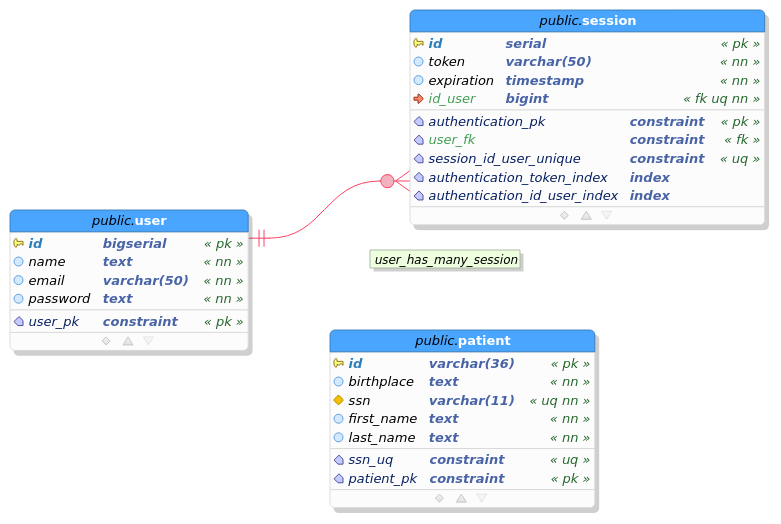 public.session
id serial « pk »
token varchar(50) « nn »
expiration timestamp « nn »
id_user bigint « fk uq nn »
authentication_pk constraint « pk »
user_fk constraint « fk »
session_id_user_unique constraint « uq »
authentication_token_index index
authentication_id_user_index index
public.user
id bigserial « pk »
name text « nn »
email varchar(50) « nn »
password text « nn »
user_pk constraint « pk »
user_has_many_session
public.patient
id varchar(36) « pk »
birthplace text « nn »
ssn varchar(11) « uq nn »
first_name text « nn »
last_name text « nn »
ssn_uq constraint « uq »
patient_pk constraint « pk »